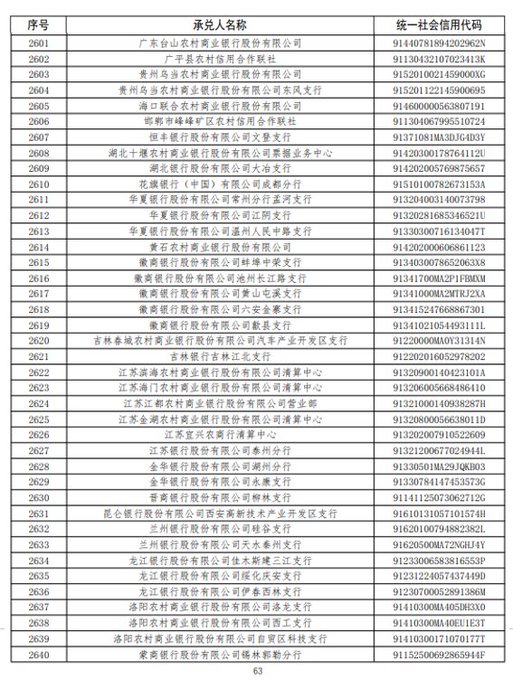 序号 承兑人名称 统一社会信用代码
2601 广东台山农村商业银行股份有限公司 91440781894202962N
2602 广平县农村信用合作联社 91130432107023413K
2603 贵州乌当农村商业银行股份有限公司 9152010021459000XG
2604 贵州乌当农村商业银行股份有限公司东风支行 915201122145900695
2605 海口联合农村商业银行股份有限公司 914600000563807191
2606 邯郸市峰峰矿区农村信用合作联社 911304067995510724
2607 恒丰银行股份有限公司文登支行 91371081MA3DJG4D3Y
2608 湖北十堰农村商业银行股份有限公司票据业务中心 91420300178764112U
2609 湖北银行股份有限公司大冶支行 914202005769875657
2610 花旗银行（中国）有限公司成都分行 91510100782673153A
2611 华夏银行股份有限公司常州分行孟河支行 913204003140073798
2612 华夏银行股份有限公司江阴支行 91320281685346521U
2613 华夏银行股份有限公司温州人民中路支行 91330300716134047T
2614 黄石农村商业银行股份有限公司 914202000606861123
2615 徽商银行股份有限公司蚌埠中荣支行 9134030078652063X8
2616 徽商银行股份有限公司池州长江路支行 91341700MA2P1FBMXM
2617 徽商银行股份有限公司黄山屯溪支行 91341000MA2MTRJ2XA
2618 徽商银行股份有限公司六安金寨支行 913415247668867301
2619 徽商银行股份有限公司歙县支行 91341021054493111L
2620 吉林春城农村商业银行股份有限公司汽车产业开发区支行 91220000MA0Y31314N
2621 吉林银行吉林江北支行 912202016052978202
2622 江苏滨海农村商业银行股份有限公司清算中心 91320900140423101A
2623 江苏海门农村商业银行股份有限公司清算中心 913206005668486410
2624 江苏江都农村商业银行股份有限公司营业部 91321000140938287H
2625 江苏金湖农村商业银行股份有限公司清算中心 91320800056638011D
2626 江苏宜兴农商行清算中心 913202007910522609
2627 江苏银行股份有限公司泰州分行 91321200677024944L
2628 金华银行股份有限公司湖州分行 91330501MA29JQKB03
2629 金华银行股份有限公司永康支行 91330784147453573G
2630 晋商银行股份有限公司柳林支行 91141125073062712G
2631 昆仑银行股份有限公司西安高新技术产业开发区支行 91610131057101574H
2632 兰州银行股份有限公司硅谷支行 91620100794882382L
2633 兰州银行股份有限公司天水秦州支行 91620500MA72NGHJ4Y
2634 龙江银行股份有限公司佳木斯建三江支行 91233006583816553P
2635 龙江银行股份有限公司绥化庆安支行 91231224057437449D
2636 龙江银行股份有限公司伊春西林支行 91230700052891386M
2637 洛阳农村商业银行股份有限公司洛龙支行 91410300MA405DH3X0
2638 洛阳农村商业银行股份有限公司西工支行 91410300MA40EU1E3T
2639 洛阳农村商业银行股份有限公司自贸区科技支行 91410300171070177T
2640 蒙商银行股份有限公司锡林郭勒分行 91152500692865944F
63